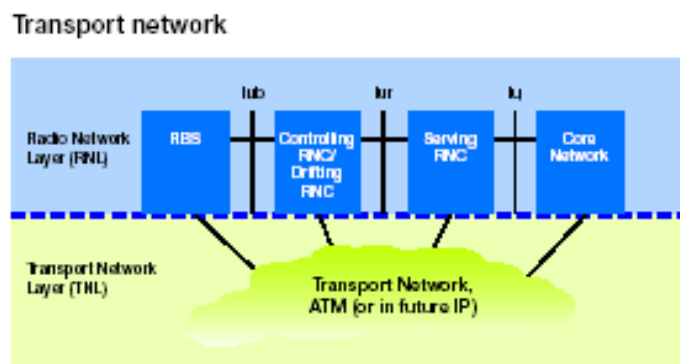 Transport network
Iub
Iur
Iu
Radio Network
Layer (RNL)
RBS
Controlling
RNC/
Drifting
RNC
Serving
RNC
Core
Network
Transport Network
Layer (TNL)
Transport Network,
ATM (or in future IP)